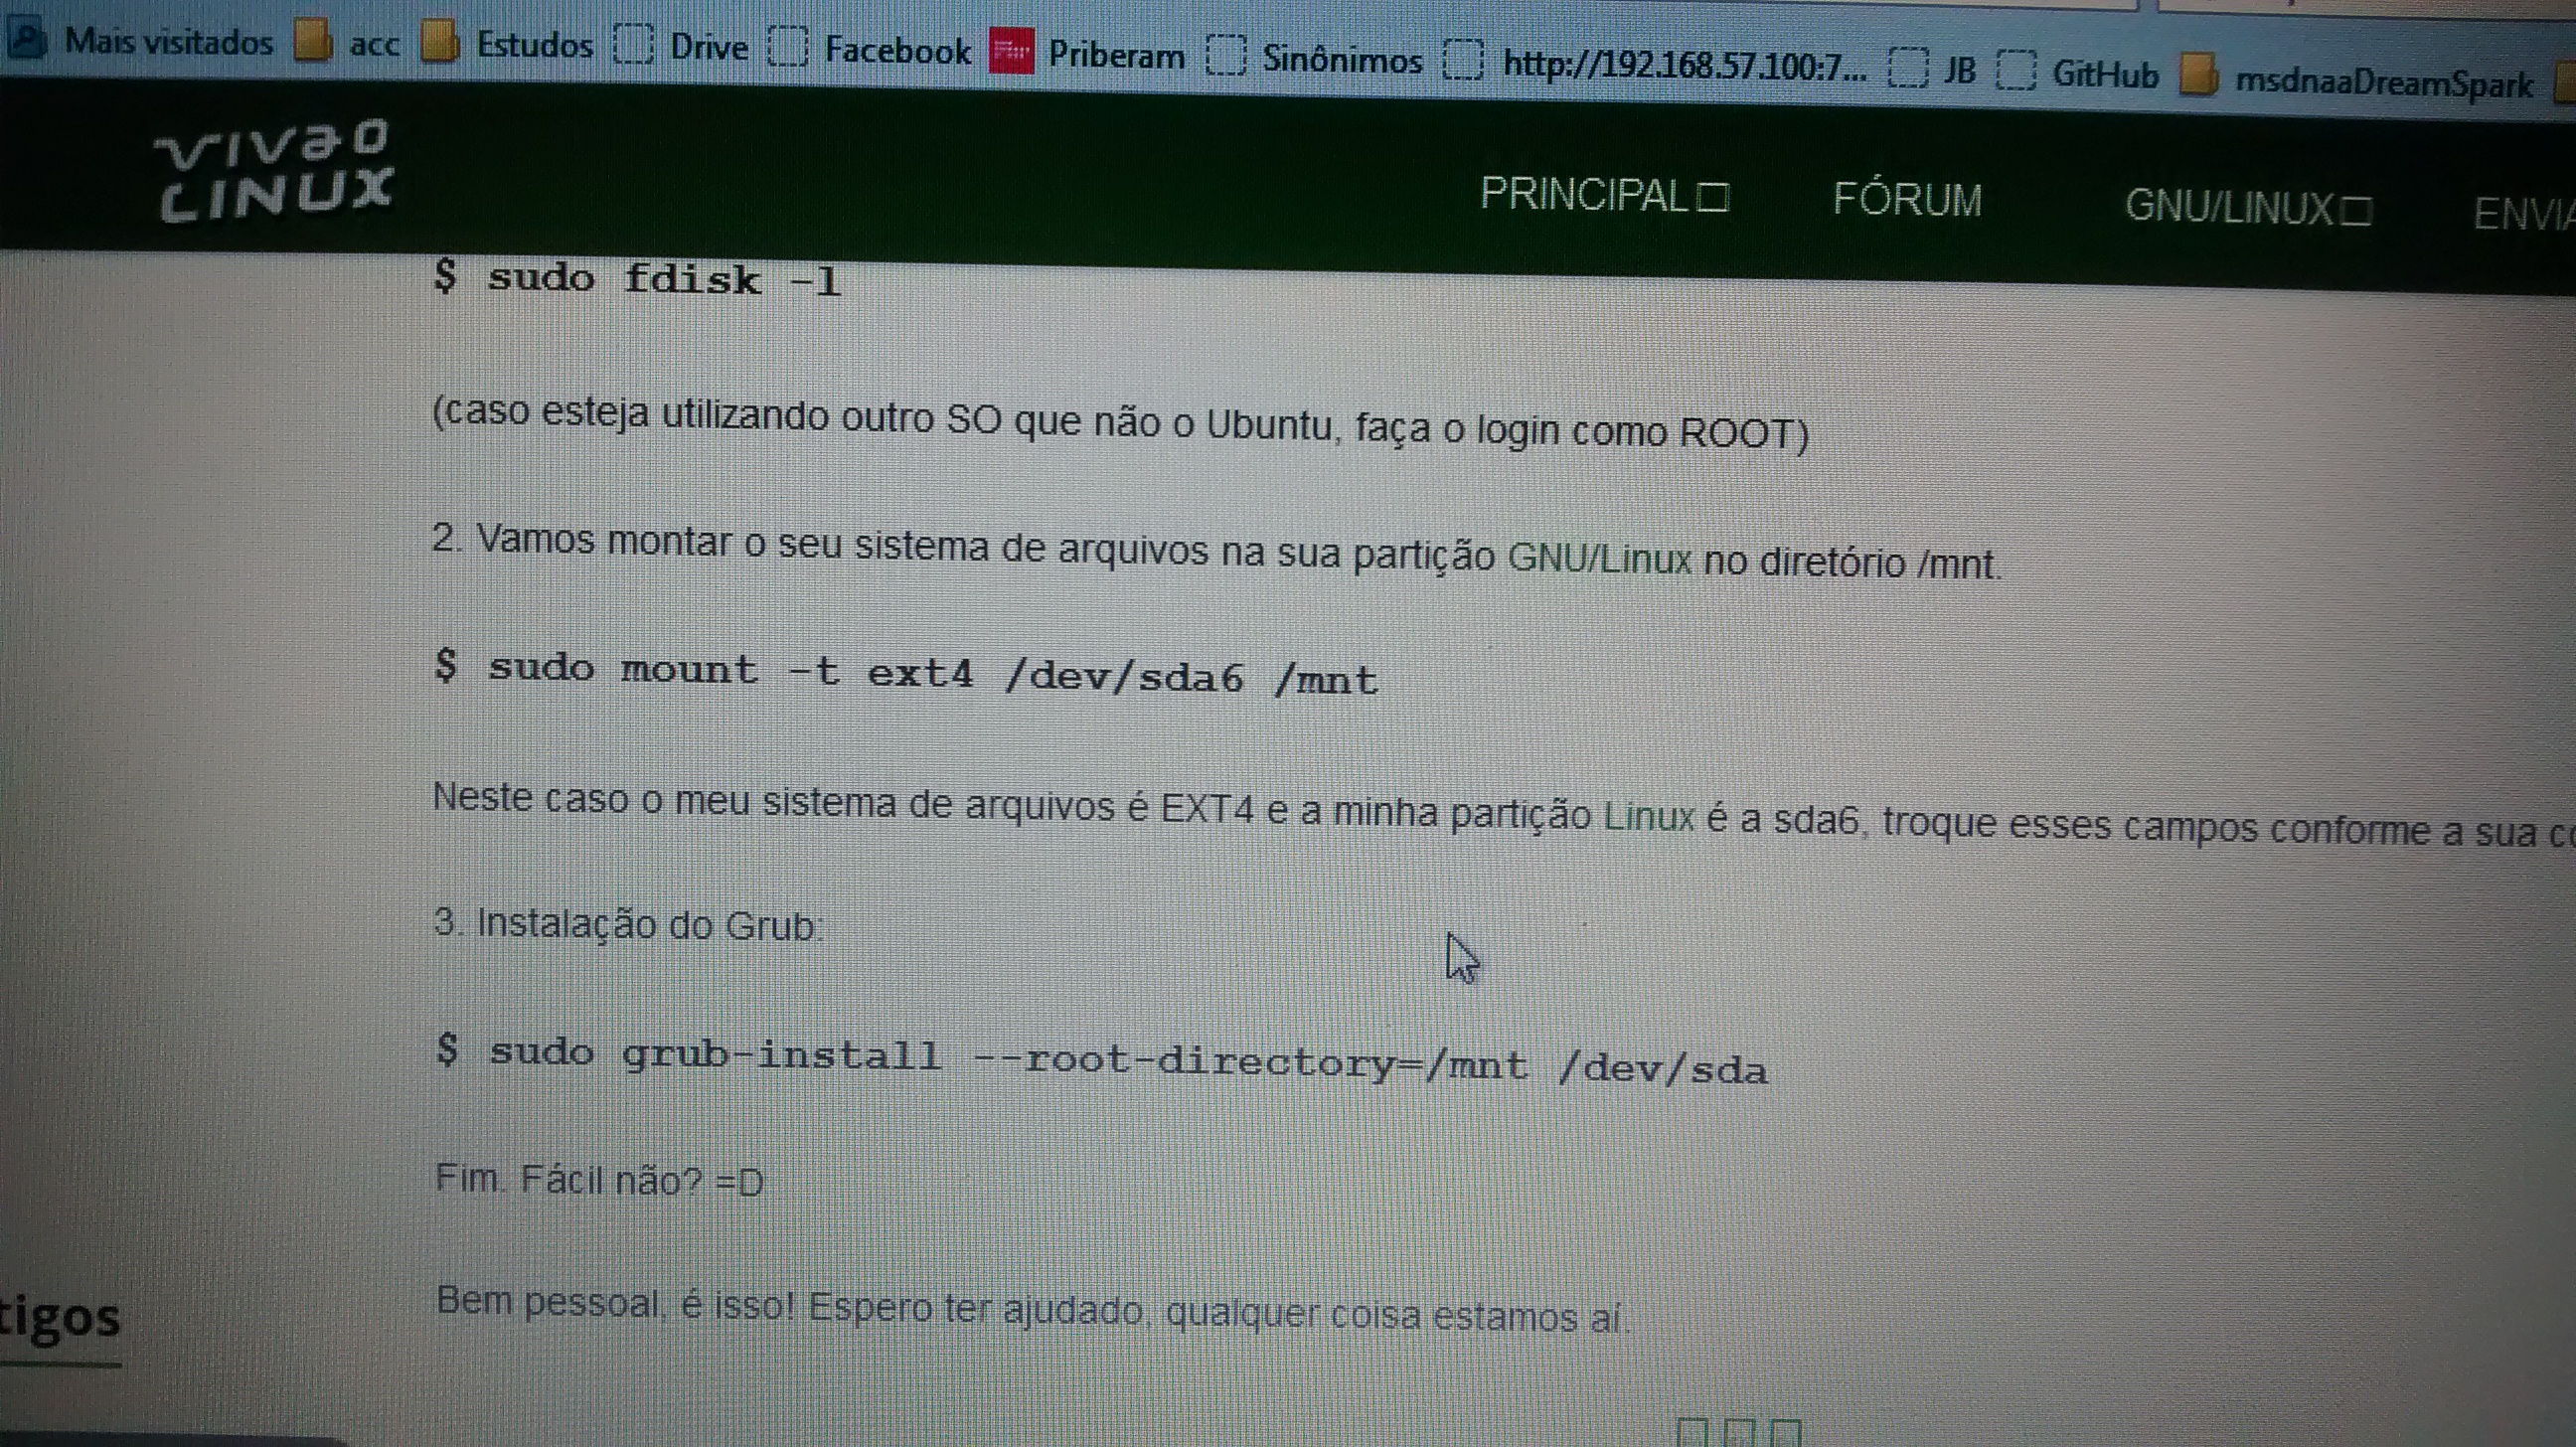 Mais visitados acc Estudos Drive Facebook Priberam Sinônimos http://192.168.57.100:7... JB GitHub msdnaaDreamSpark
VIVAO
LINUX
PRINCIPAL FÓRUM GNU/LINUX ENVIA
$ sudo fdisk -l
(caso esteja utilizando outro SO que não o Ubuntu, faça o login como ROOT)
2. Vamos montar o seu sistema de arquivos na sua partição GNU/Linux no diretório /mnt.
$ sudo mount -t ext4 /dev/sda6 /mnt
Neste caso o meu sistema de arquivos é EXT4 e a minha partição Linux é a sda6, troque esses campos conforme a sua
3. Instalação do Grub:
$ sudo grub-install --root-directory=/mnt /dev/sda
Fim. Fácil não? =D
Bem pessoal, é isso! Espero ter ajudado, qualquer coisa estamos aí.
tigos